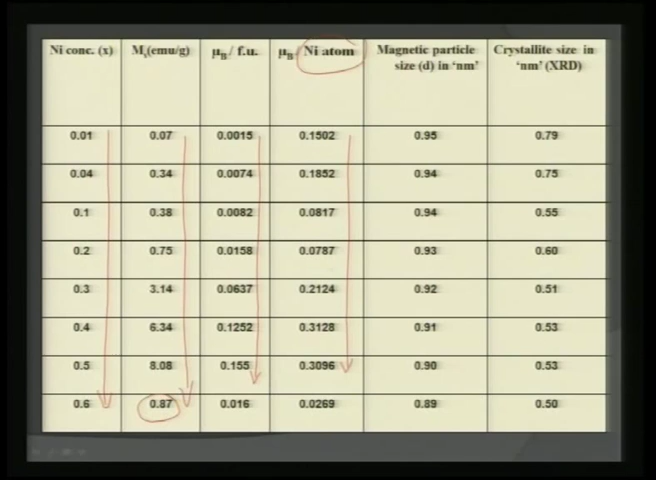 Ni conc. (x) Ms(emu/g) μB / f.u. μB/ Ni atom Magnetic particle size (d) in ‘nm’ Crystallite size in ‘nm’ (XRD)
0.01 0.07 0.0015 0.1502 0.95 0.79
0.04 0.34 0.0074 0.1852 0.94 0.75
0.1 0.38 0.0082 0.0817 0.94 0.55
0.2 0.75 0.0158 0.0787 0.93 0.60
0.3 3.14 0.0637 0.2124 0.92 0.51
0.4 6.34 0.1252 0.3128 0.91 0.53
0.5 8.08 0.155 0.3096 0.90 0.53
0.6 0.87 0.016 0.0269 0.89 0.50